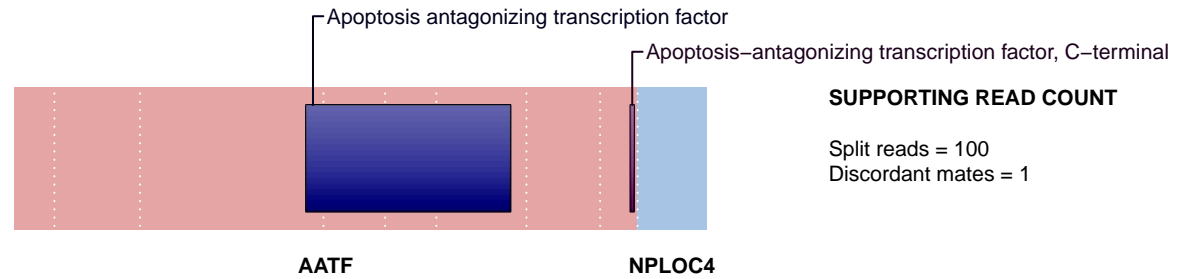 Apoptosis antagonizing transcription factor
Apoptosis−antagonizing transcription factor, C−terminal
SUPPORTING READ COUNT
Split reads = 100
Discordant mates = 1
AATF
NPLOC4